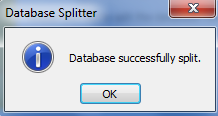 Database Splitter
Database successfully split.
OK